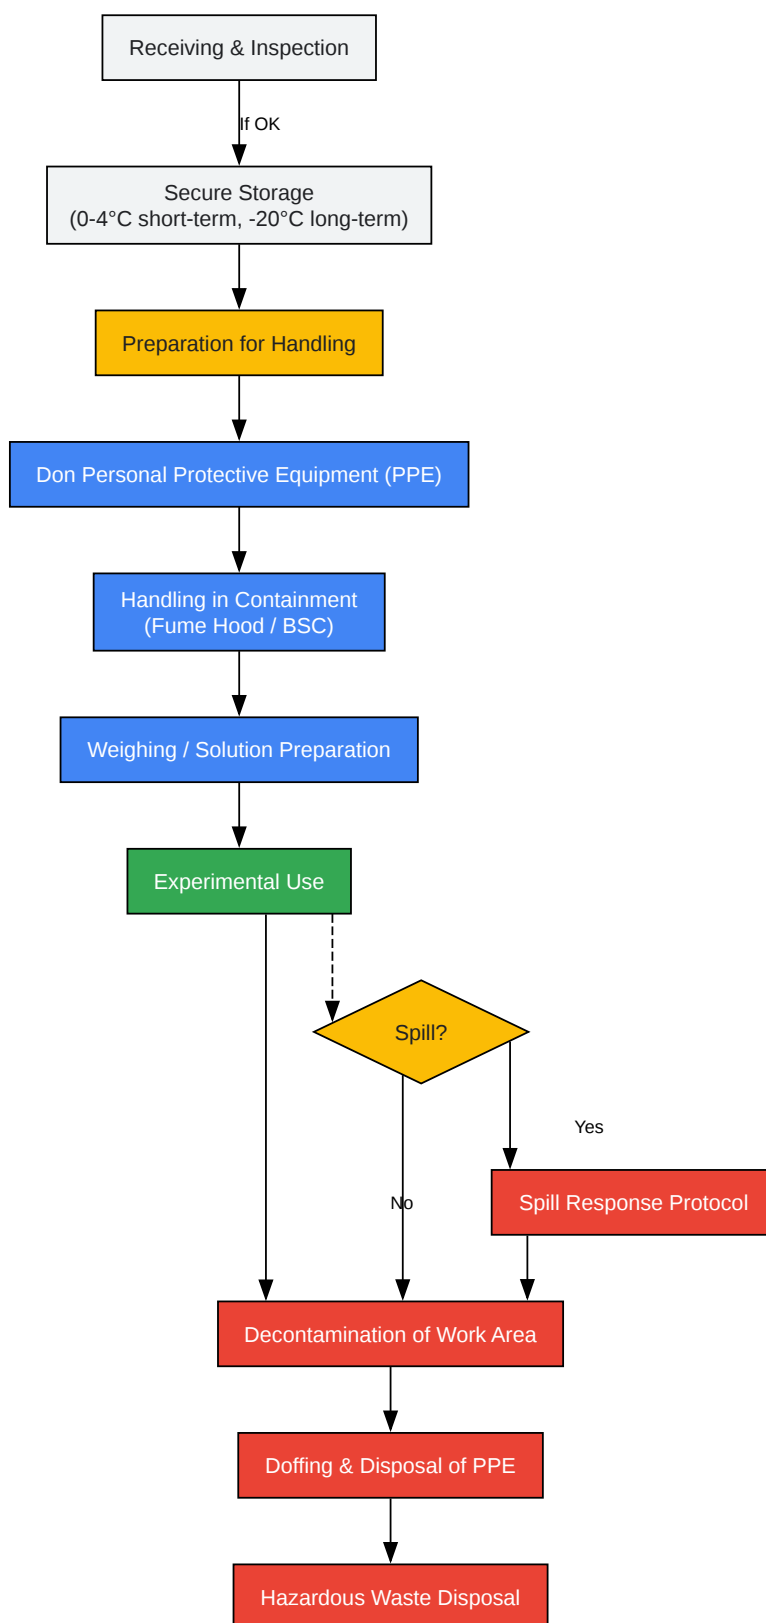 Receiving & Inspection
If OK
Secure Storage
(0-4°C short-term, -20°C long-term)
Preparation for Handling
Don Personal Protective Equipment (PPE)
Handling in Containment
(Fume Hood / BSC)
Weighing / Solution Preparation
Experimental Use
Spill?
Yes
No
Spill Response Protocol
Decontamination of Work Area
Doffing & Disposal of PPE
Hazardous Waste Disposal